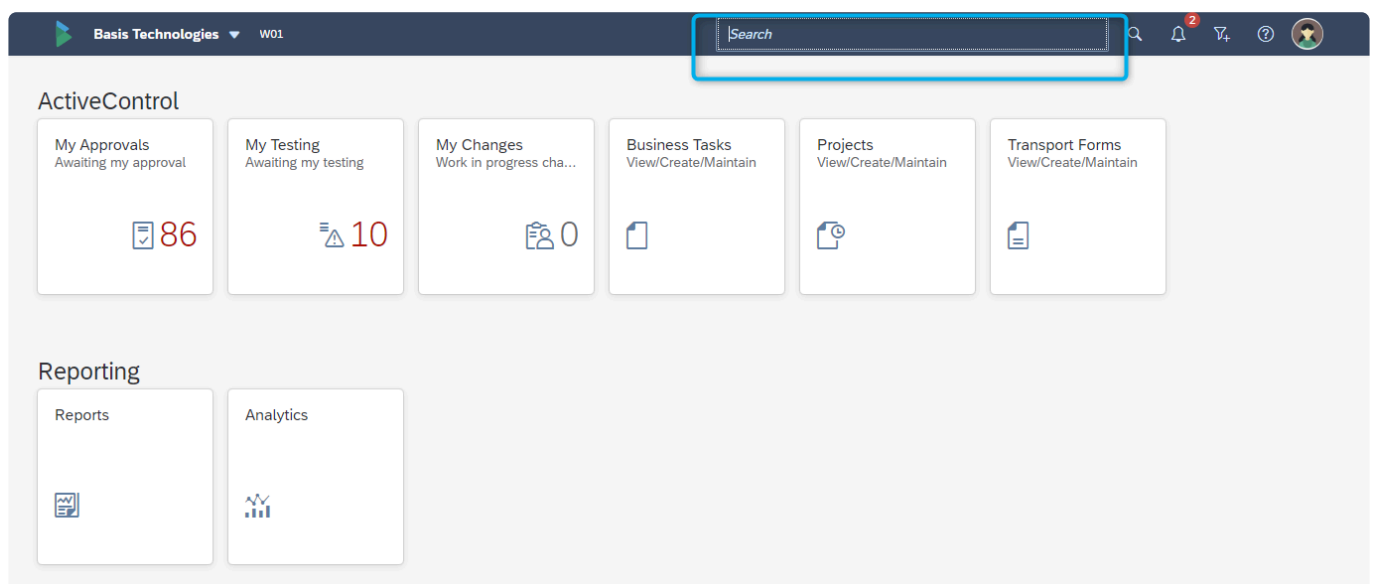 Basis Technologies W01 Search 2
ActiveControl
My Approvals
Awaiting my approval
86
My Testing
Awaiting my testing
10
My Changes
Work in progress cha...
0
Business Tasks
View/Create/Maintain
Projects
View/Create/Maintain
Transport Forms
View/Create/Maintain
Reporting
Reports
Analytics